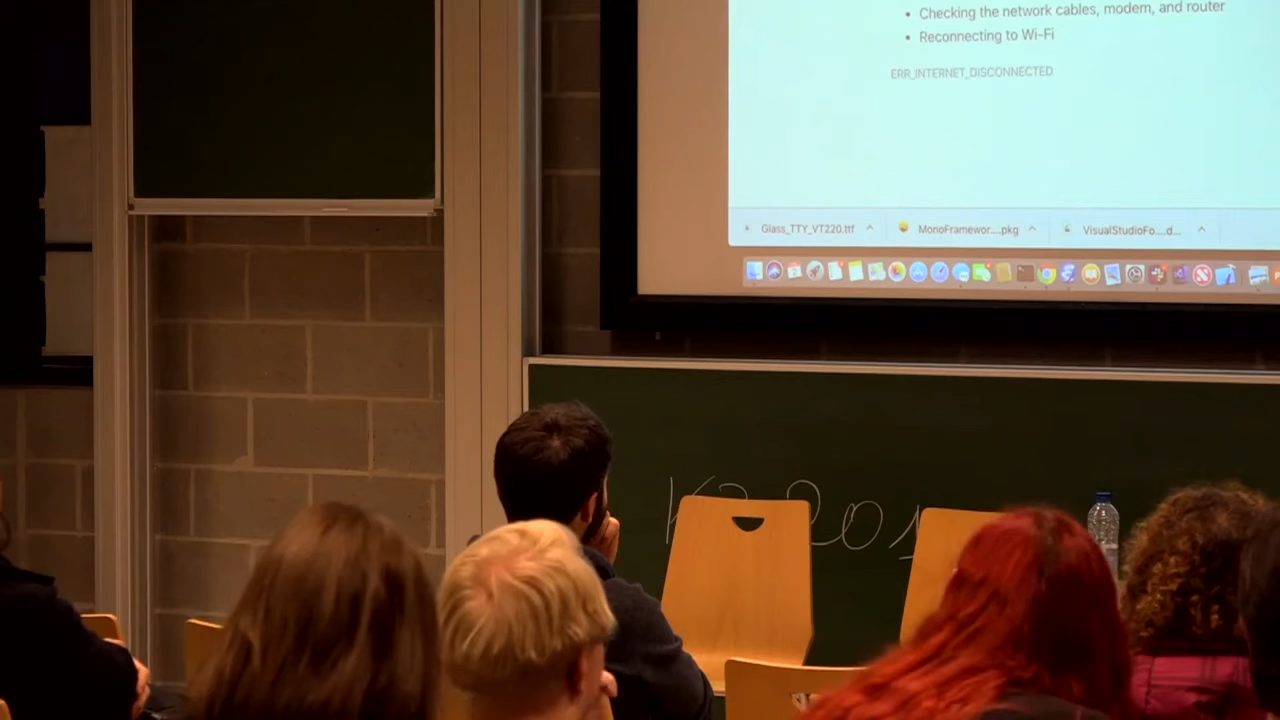 • Checking the network cables, modem, and router
• Reconnecting to Wi-Fi
ERR_INTERNET_DISCONNECTED
Glass_TTY_VT220.ttf
MonoFramewor....pkg
VisualStudioFo....d...